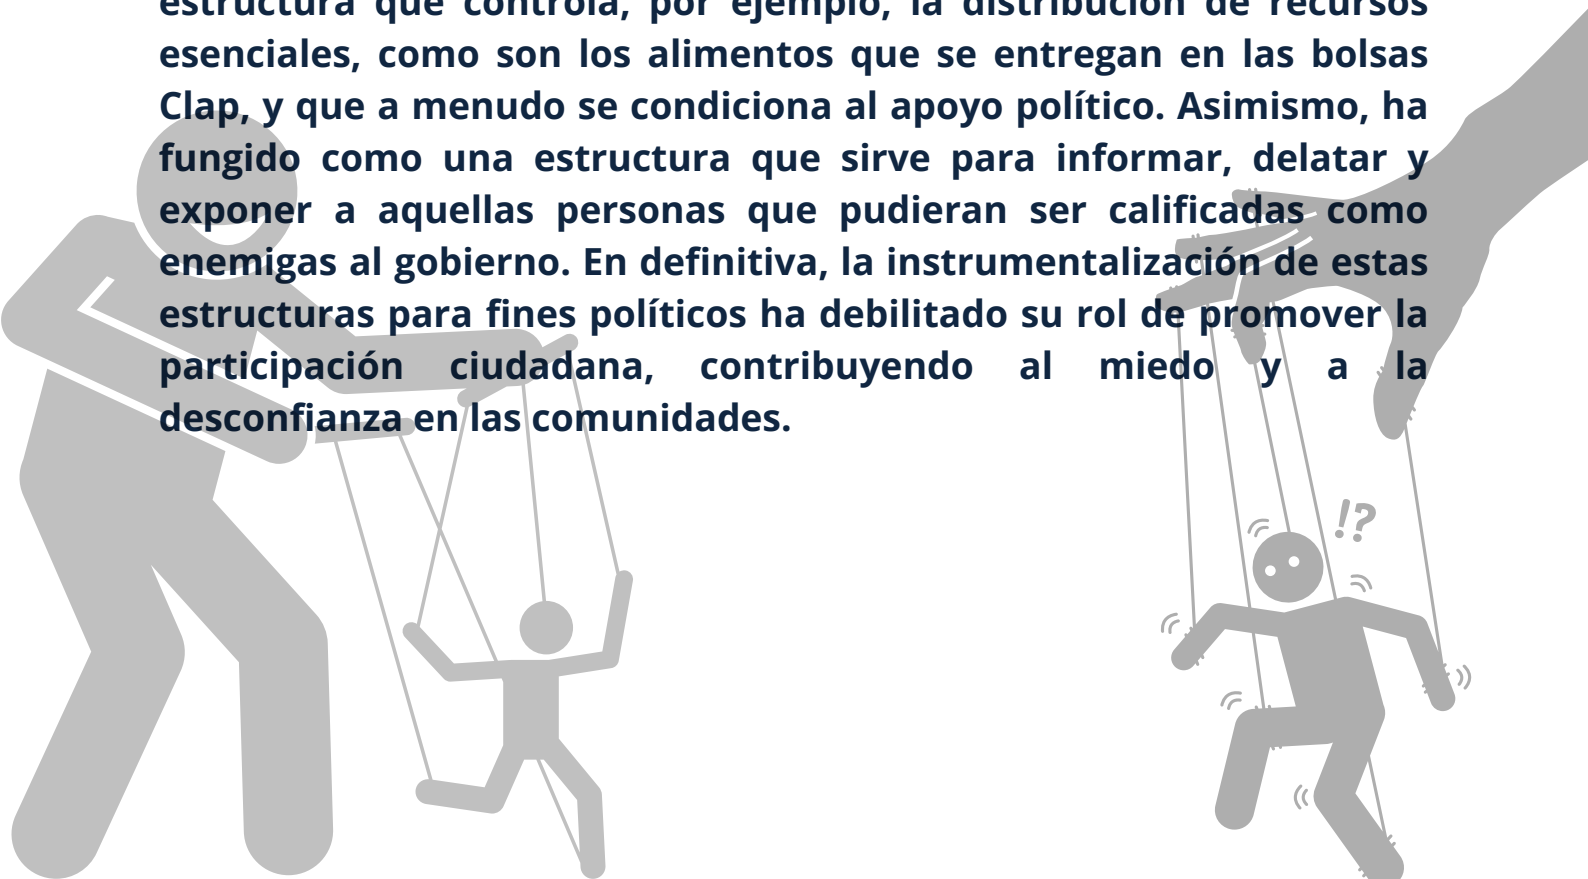 estructura que controla, por ejemplo, la distribución de recursos
esenciales, como son los alimentos que se entregan en las bolsas
Clap, y que a menudo se condiciona al apoyo político. Asimismo, ha
fungido como una estructura que sirve para informar, delatar y
exponer a aquellas personas que pudieran ser calificadas como
enemigas al gobierno. En definitiva, la instrumentalización de estas
estructuras para fines políticos ha debilitado su rol de promover la
participación ciudadana, contribuyendo al miedo y a la
desconfianza en las comunidades.
!?